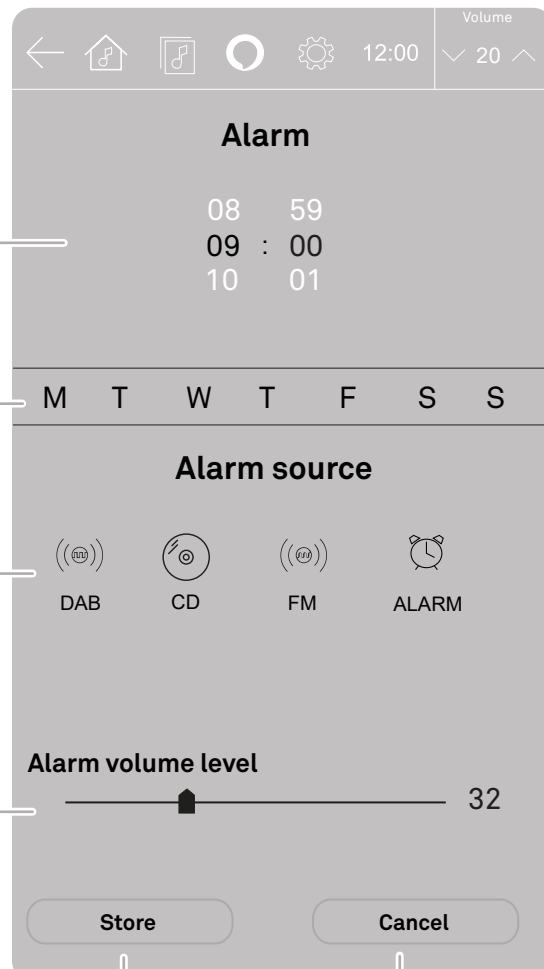 Volume
12:00
20
Alarm
08 59
09 : 00
10 01
M T W T F S S
Alarm source
DAB CD FM ALARM
Alarm volume level
32
Store Cancel